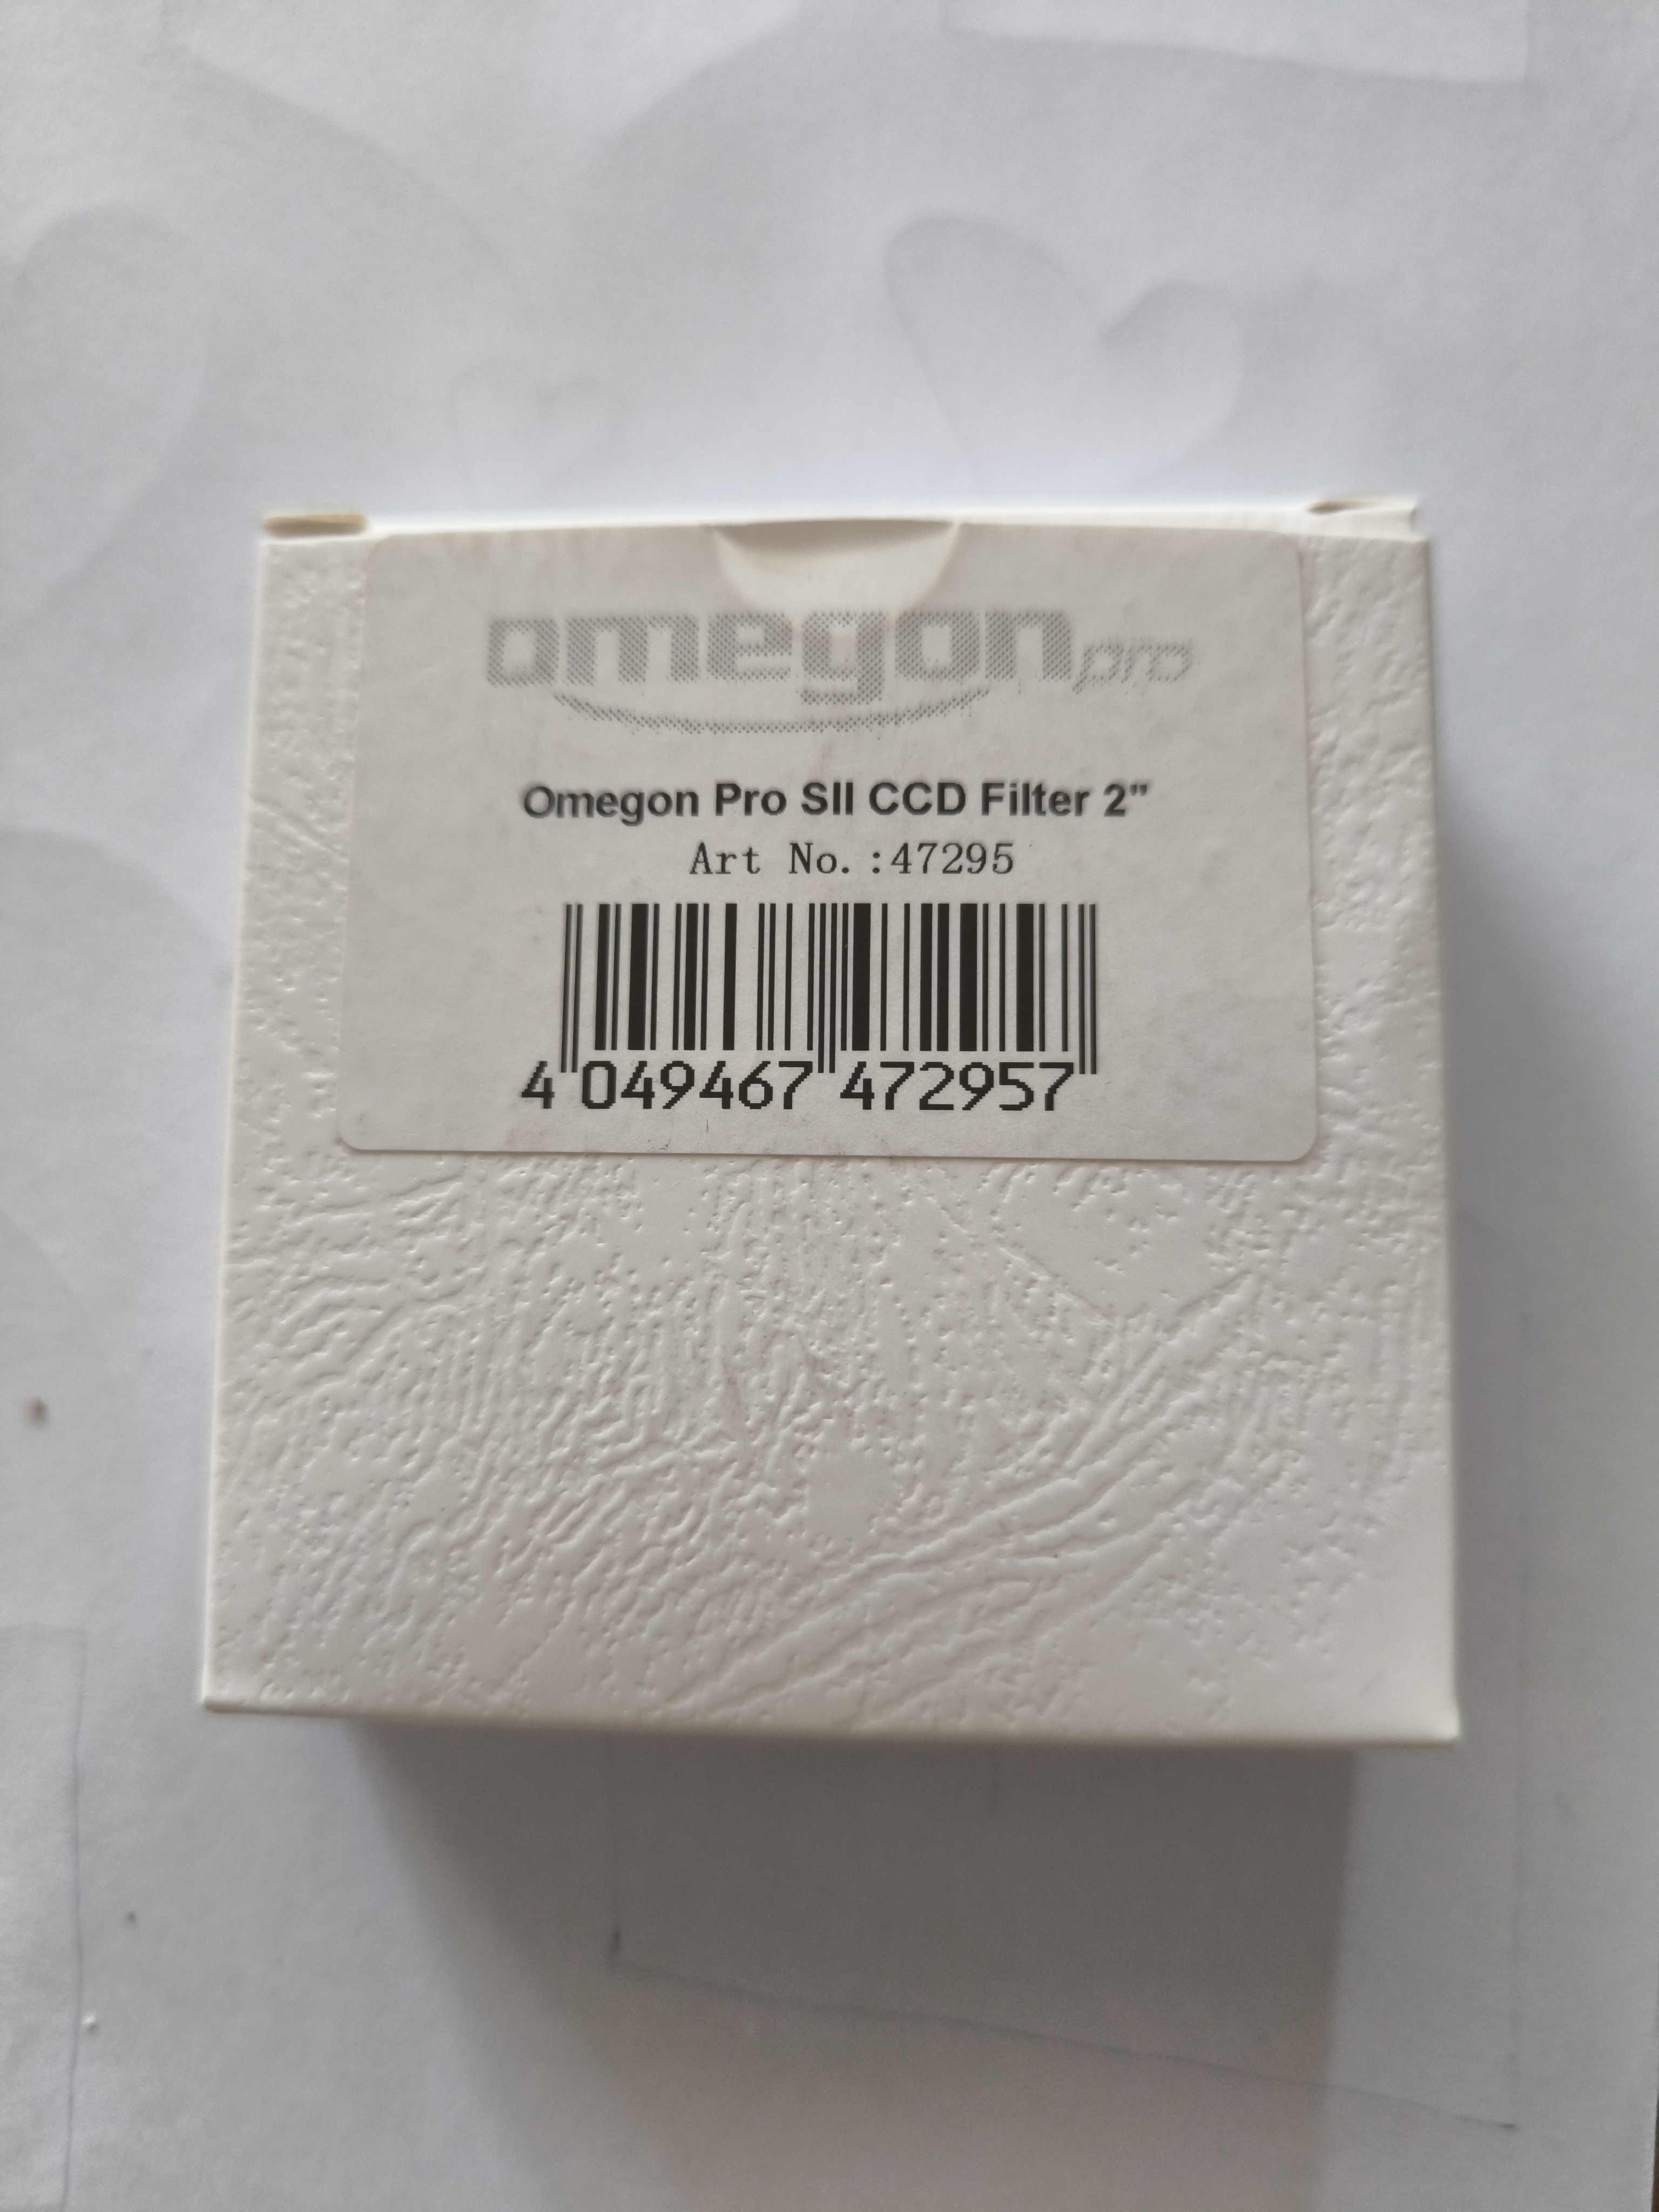 omegon pro
Omegon Pro SII CCD Filter 2"
Art No.:47295
4 049467 472957